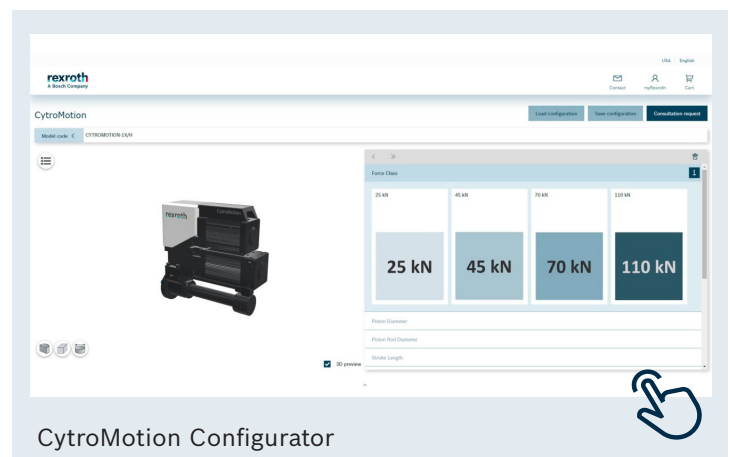 USA English
rexroth
A Bosch Company
Contact myRexroth Cart
CytroMotion
Load configuration Save configuration Consultation request
Model code CYTROMOTION-1X/H
Force Class 1
25 kN 45 kN 70 kN 110 kN
rexroth CytroMotion
25 kN 45 kN 70 kN 110 kN
Piston Diameter
Piston Rod Diameter
Stroke Length
3D preview
CytroMotion Configurator